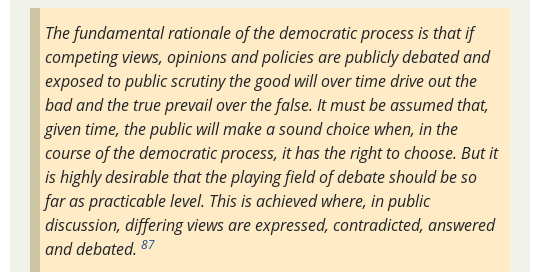 The fundamental rationale of the democratic process is that if
competing views, opinions and policies are publicly debated and
exposed to public scrutiny the good will over time drive out the
bad and the true prevail over the false. It must be assumed that,
given time, the public will make a sound choice when, in the
course of the democratic process, it has the right to choose. But it
is highly desirable that the playing field of debate should be so
far as practicable level. This is achieved where, in public
discussion, differing views are expressed, contradicted, answered
and debated. 87